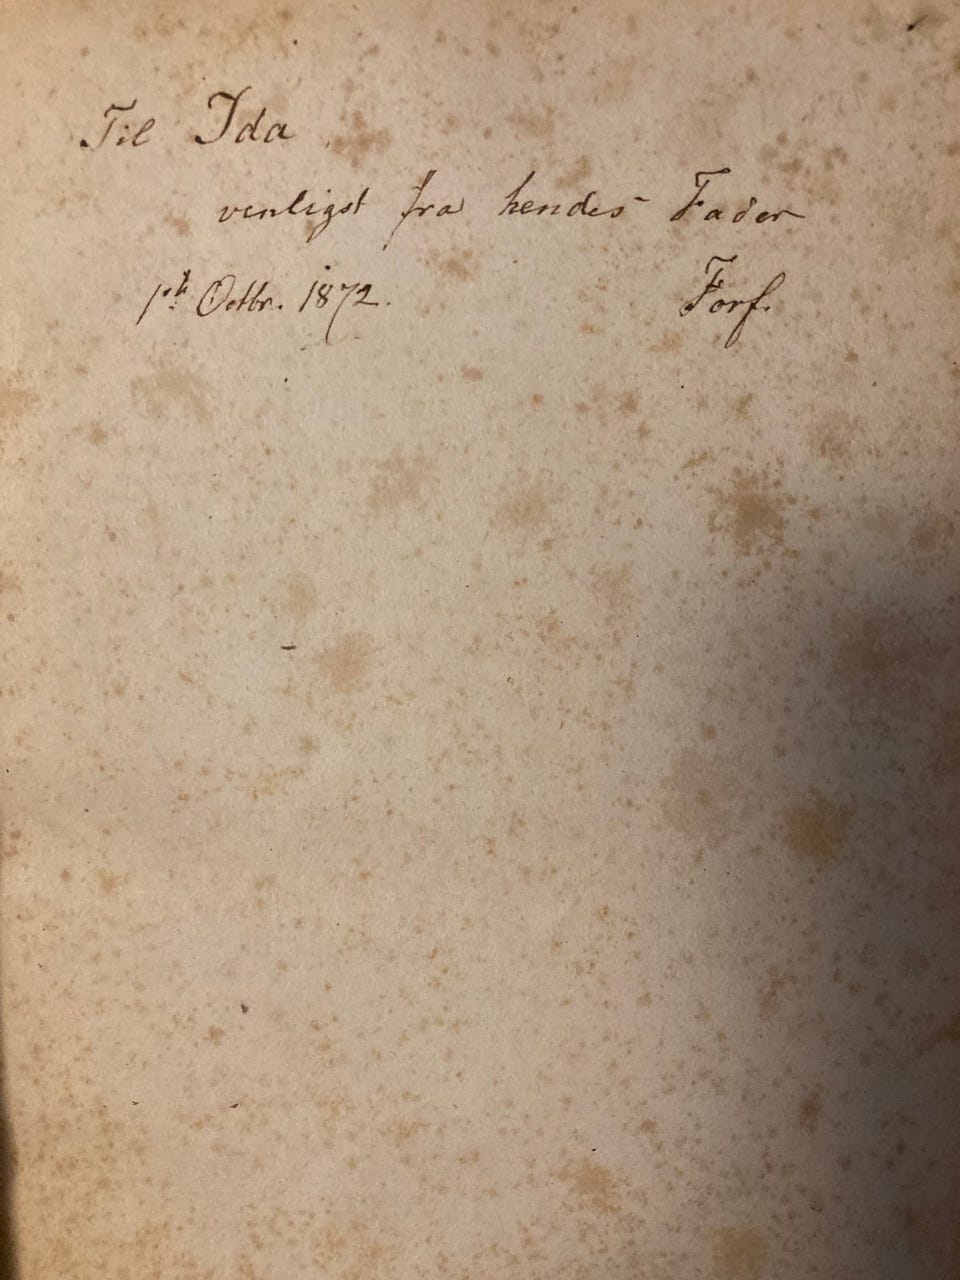 Til Ida
venligst fra hendes Fader
1st Octbr. 1872. Forf.